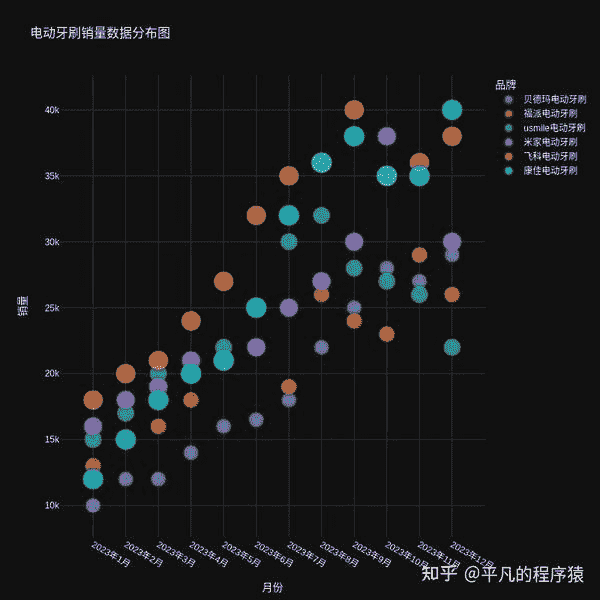 电动牙刷销量数据分布图
品牌
贝德玛电动牙刷
福派电动牙刷
usmile电动牙刷
米家电动牙刷
飞科电动牙刷
康佳电动牙刷
40k
35k
30k
25k
20k
15k
10k
销量
2023年1月
2023年2月
2023年3月
2023年4月
2023年5月
2023年6月
2023年7月
2023年8月
2023年9月
2023年10月
2023年11月
2023年12月
月份
知乎 @平凡的程序猿